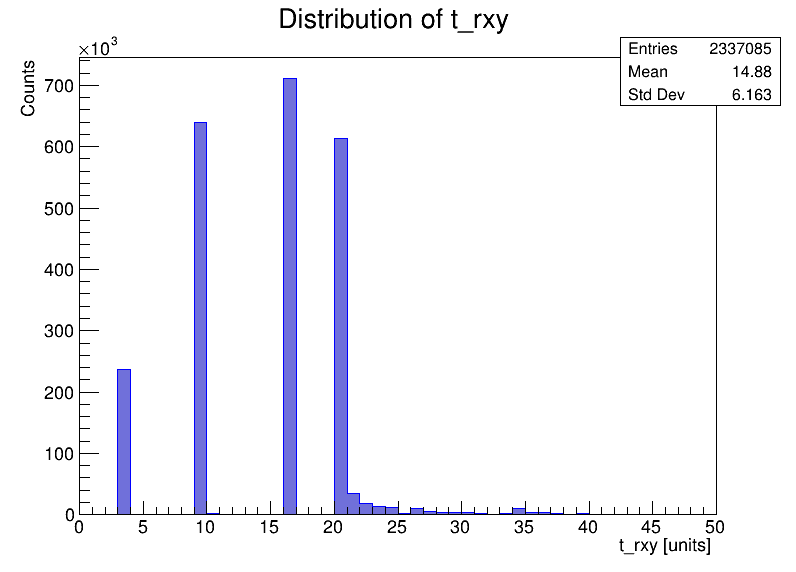 Distribution of t_rxy
×10³
Counts
Entries 2337085
Mean 14.88
Std Dev 6.163
700
600
500
400
300
200
100
0
0 5 10 15 20 25 30 35 40 45 50
t_rxy [units]